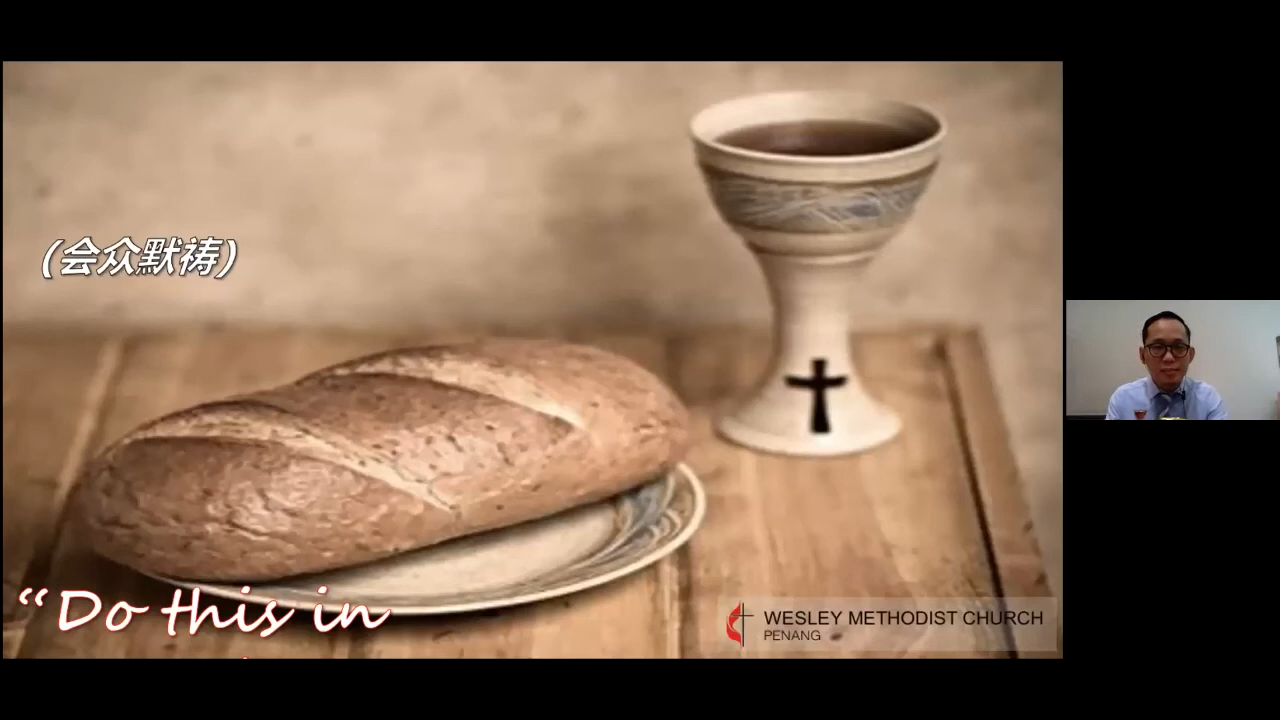 (会众默祷)
“Do this in
WESLEY METHODIST CHURCH
PENANG